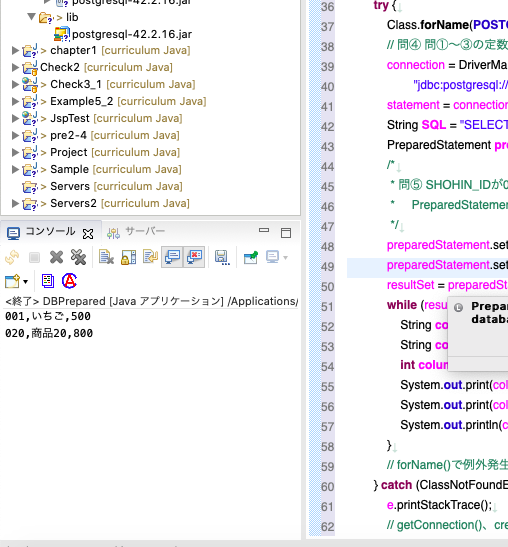 postgresql-42.2.16.jar
> lib
postgresql-42.2.16.jar
> chapter1 [curriculum Java]
Check2
> Check3_1 [curriculum Java]
> Example5_2 [curriculum Java]
> JspTest [curriculum Java]
> pre2-4 [curriculum Java]
> Project [curriculum Java]
> Sample [curriculum Java]
> Servers [curriculum Java]
> Servers2 [curriculum Java]
コンソール
サーバー
<終了> DBPrepared [Java アプリケーション] /Applications/
001,いちご,500
020,商品20,800
36 try {
37 Class.forName(POSTG
38 // 問④ 問①〜③の定数
39 connection = DriverMa
40 "jdbc:postgresql://
41 statement = connection
42 String SQL = "SELECT
43 PreparedStatement pre
44 /*
45 * 問⑤ SHOHIN_IDが0
46 * PreparedStatemen
47 */
48 preparedStatement.set
49 preparedStatement.set
50 resultSet = preparedSt
51 while (resu
52 String co
53 String co
54 int colum
55 System.out.print(col
56 System.out.print(col
57 System.out.println(c
58 }
59 // forName()で例外発生
60 } catch (ClassNotFoundE
61 e.printStackTrace();
62 // getConnection()、cre
Prepar
databa